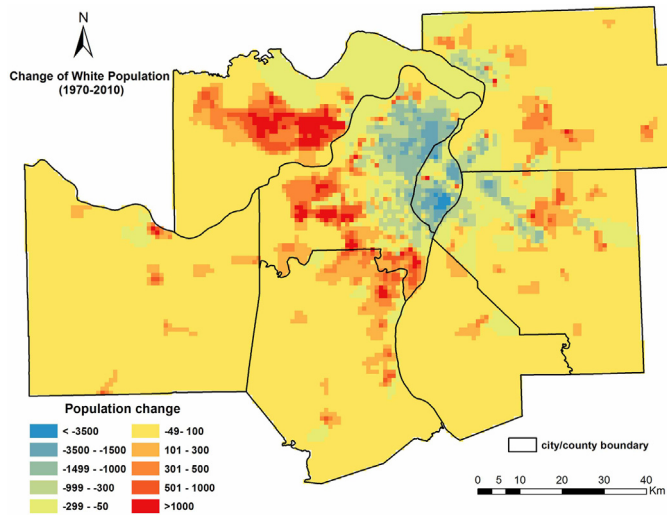 N
Change of White Population
(1970-2010)
Population change
< -3500
-3500 - -1500
-1499 - -1000
-999 - -300
-299 - -50
-49- 100
101 - 300
301 - 500
501 - 1000
>1000
city/county boundary
0 5 10 20 30 40
Km